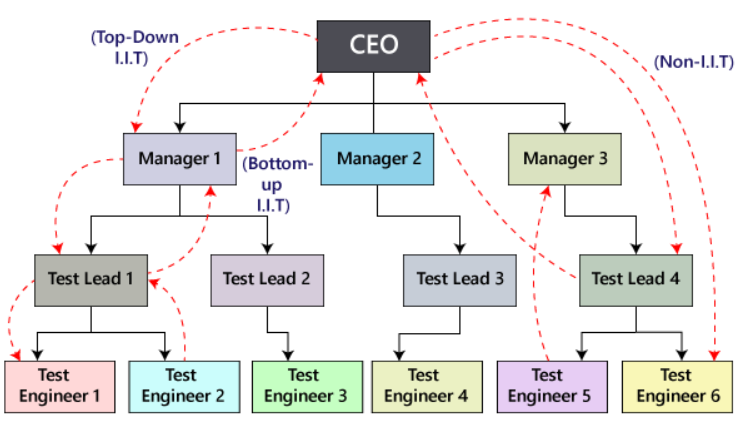 (Top-Down
I.I.T)
CEO
(Non-I.I.T)
Manager 1
(Bottom-
up
I.I.T)
Manager 2
Manager 3
Test Lead 1
Test Lead 2
Test Lead 3
Test Lead 4
Test
Engineer 1
Test
Engineer 2
Test
Engineer 3
Test
Engineer 4
Test
Engineer 5
Test
Engineer 6